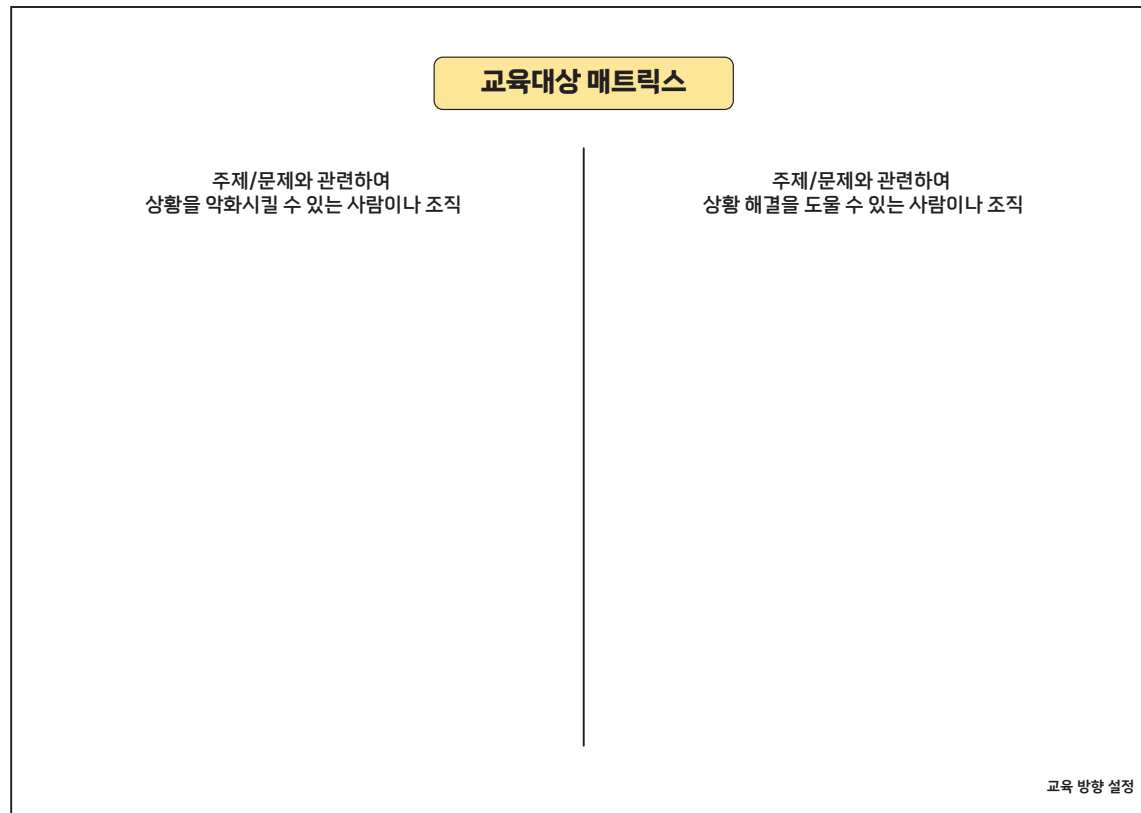 교육대상 매트릭스
주제/문제와 관련하여
상황을 악화시킬 수 있는 사람이나 조직
주제/문제와 관련하여
상황 해결을 도울 수 있는 사람이나 조직
교육 방향 설정